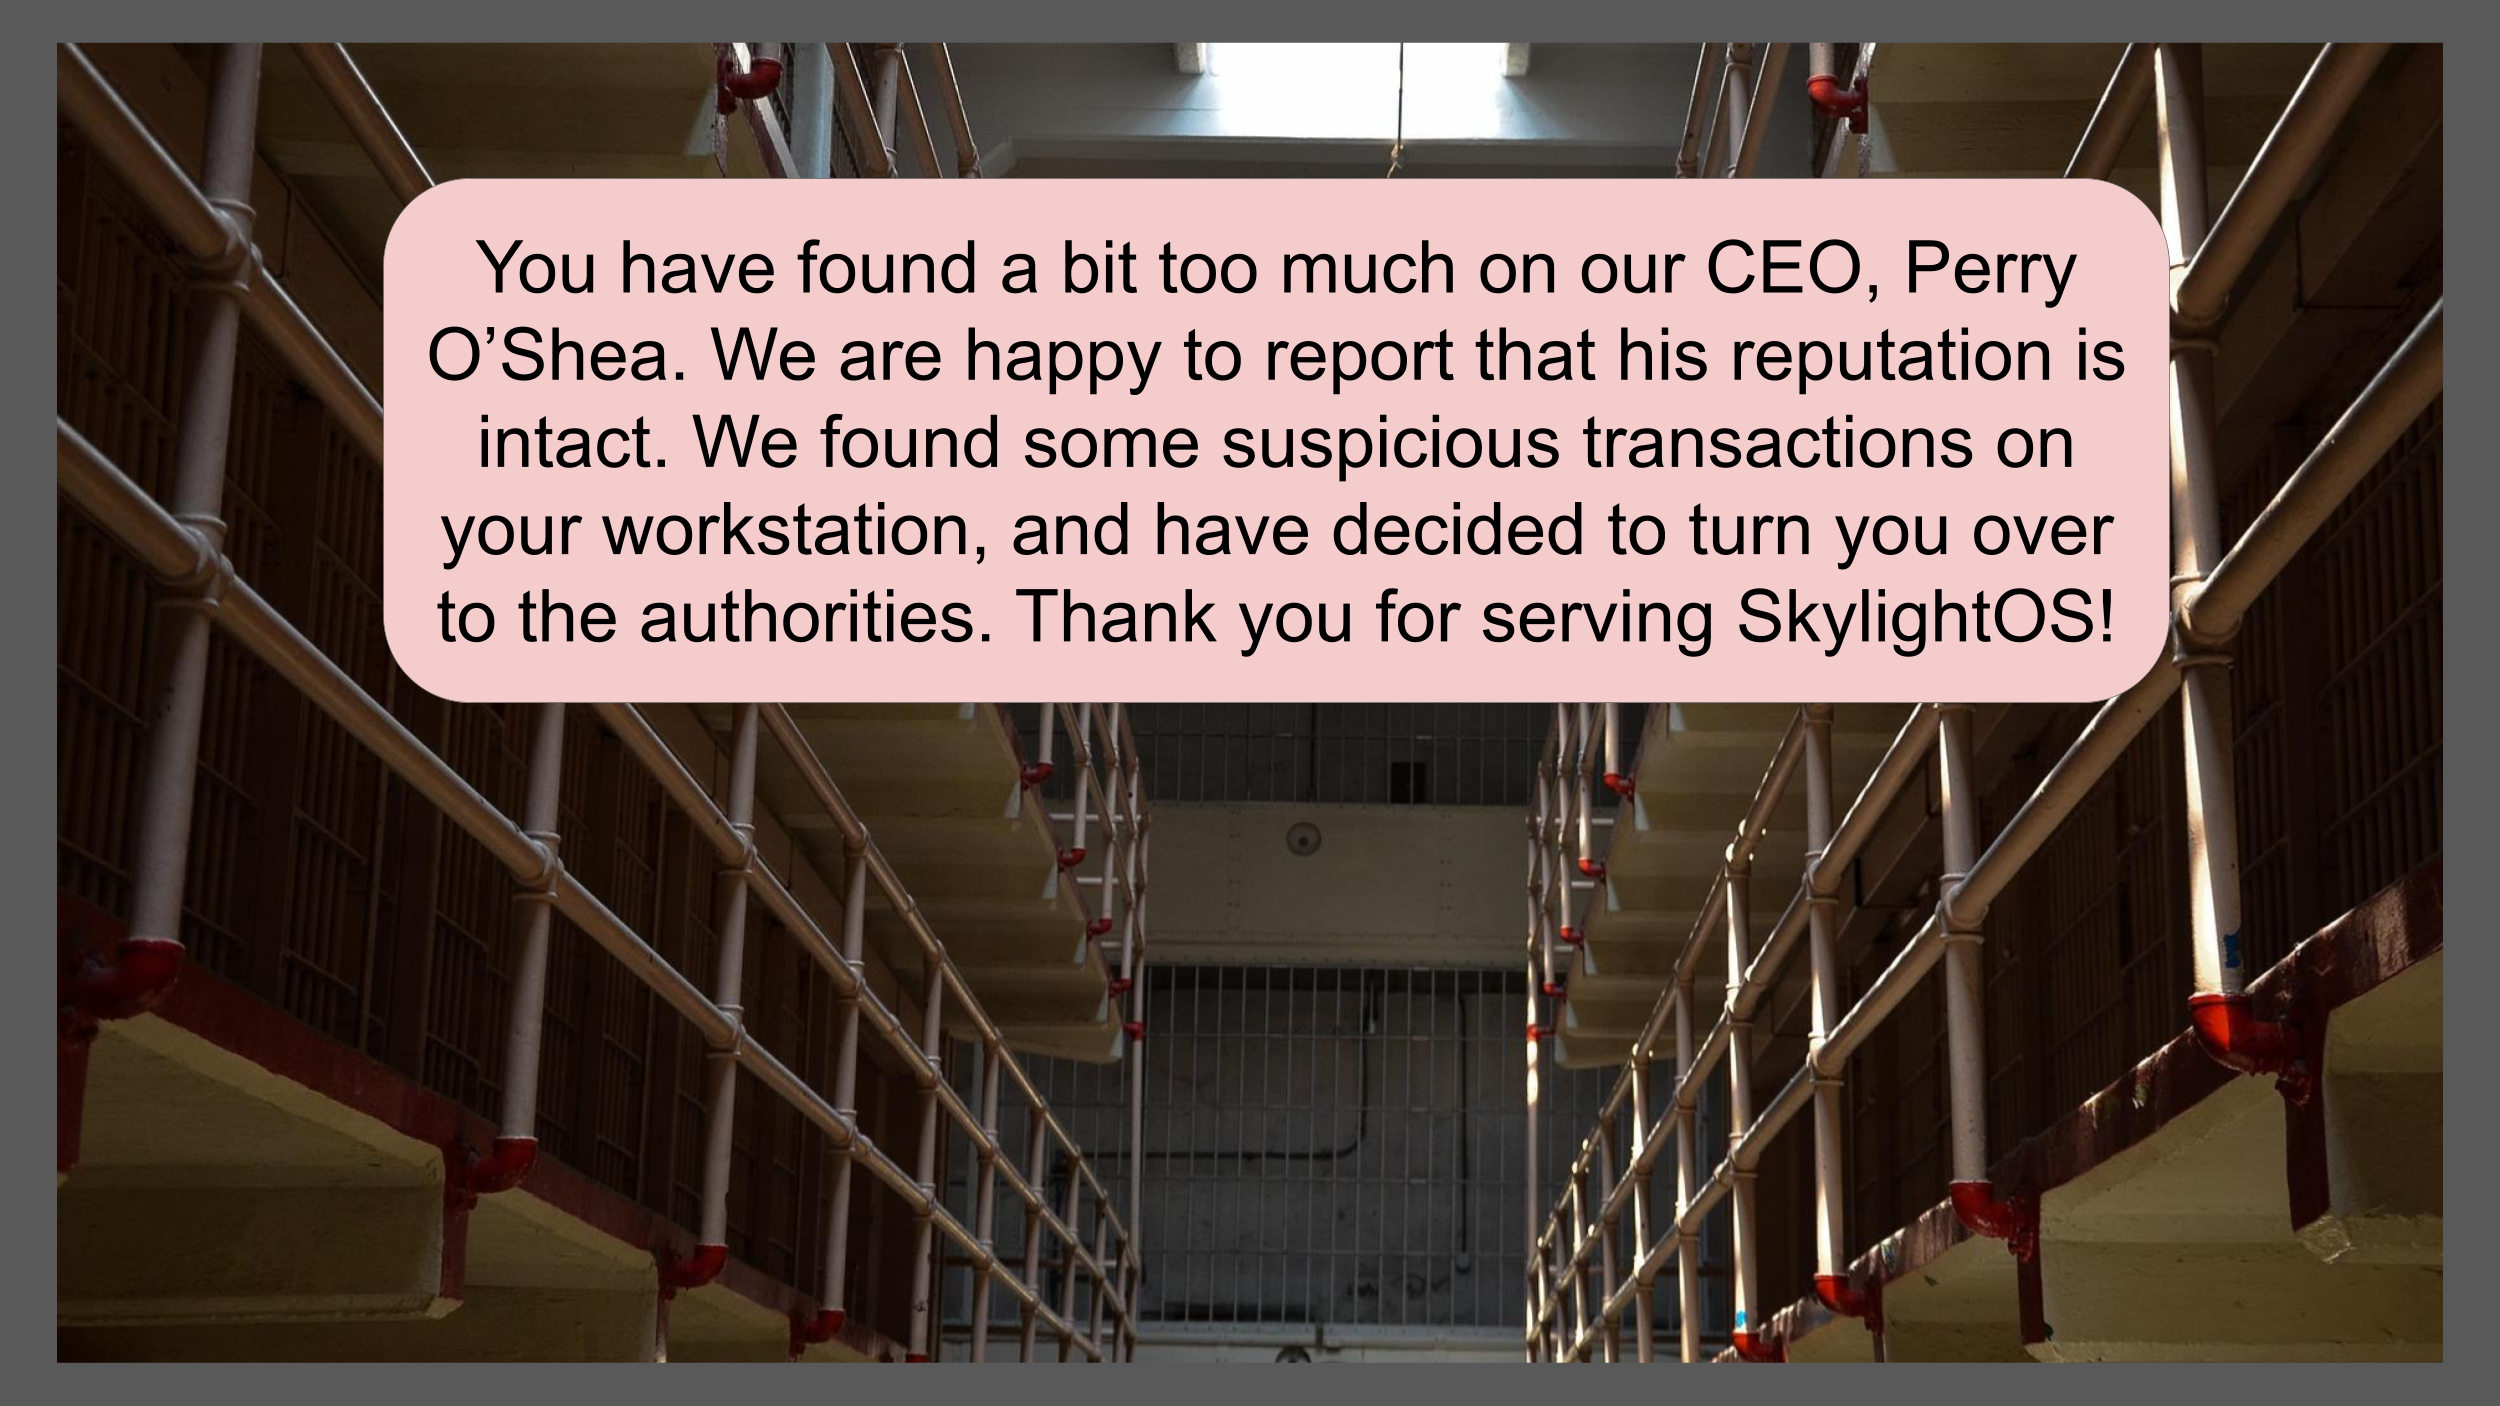 You have found a bit too much on our CEO, Perry
O’Shea. We are happy to report that his reputation is
intact. We found some suspicious transactions on
your workstation, and have decided to turn you over
to the authorities. Thank you for serving SkylightOS!